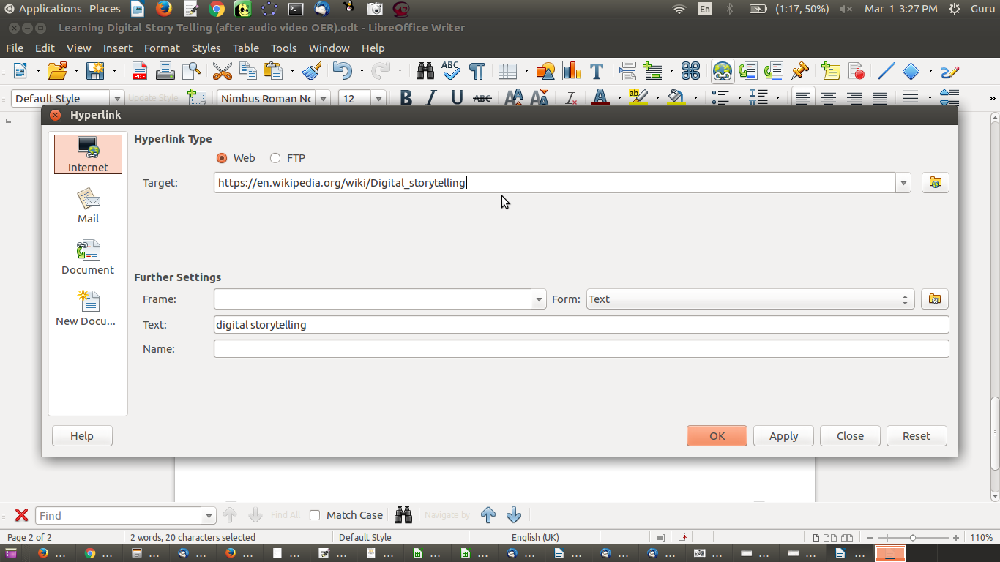 Applications Places En (1:17, 50%) Mar 1 3:27 PM Guru
Learning Digital Story Telling (after audio video OER).odt - LibreOffice Writer
File Edit View Insert Format Styles Table Tools Window Help
PDF ABC T
Default Style Update Style Nimbus Roman Nc 12 B I U ABC A A I A ab
Hyperlink
Internet
Mail
Document
New Docu...
Hyperlink Type
Web FTP
Target: https://en.wikipedia.org/wiki/Digital_storytelling
Further Settings
Frame: Form: Text
Text: digital storytelling
Name:
Help OK Apply Close Reset
Find Find All Match Case Navigate by
Page 2 of 2 2 words, 20 characters selected Default Style English (UK) 110%
... ... ... ... ... ... ... ... ... ... ... ... ... ... ... ... ... ...